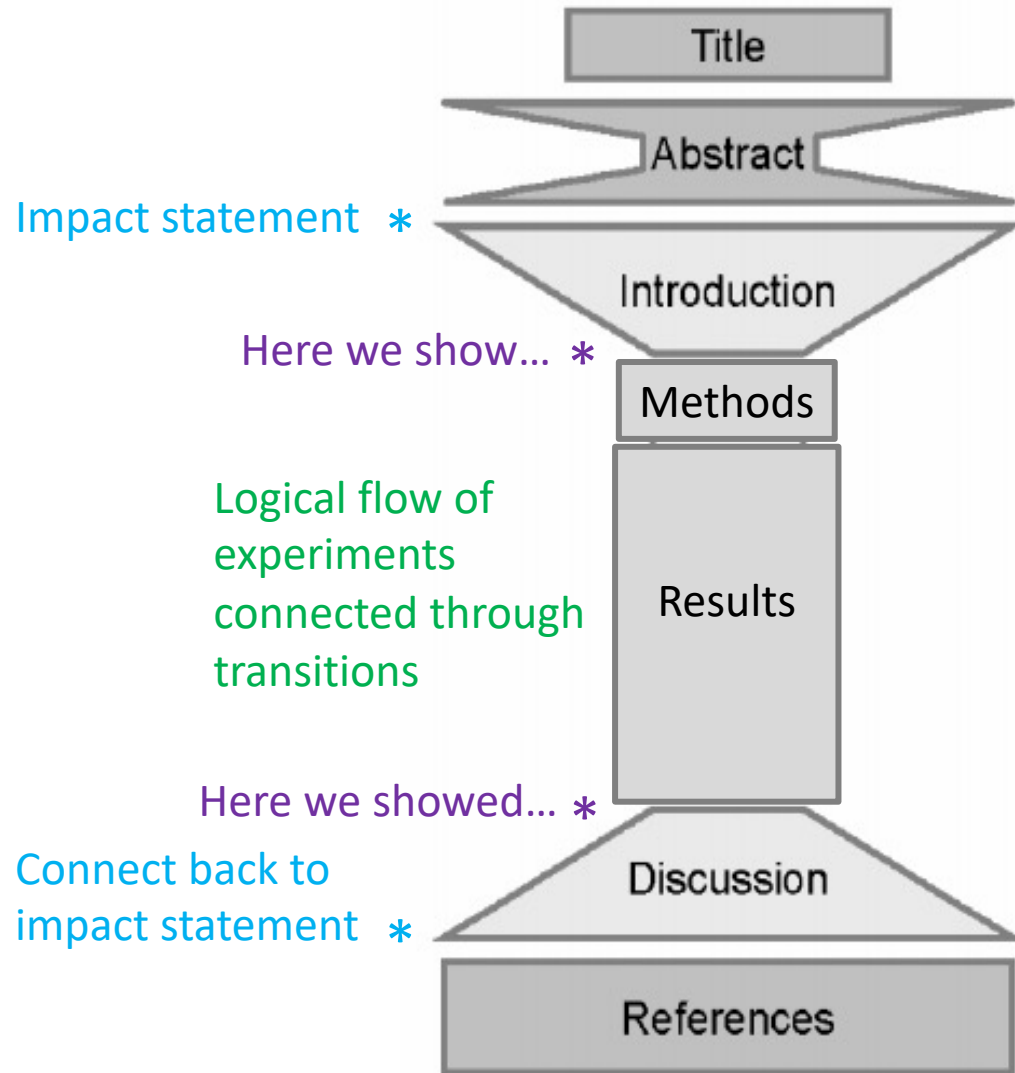 Title
Abstract
Impact statement *
Introduction
Here we show… *
Methods
Logical flow of
experiments
connected through
transitions
Results
Here we showed… *
Connect back to
impact statement *
Discussion
References